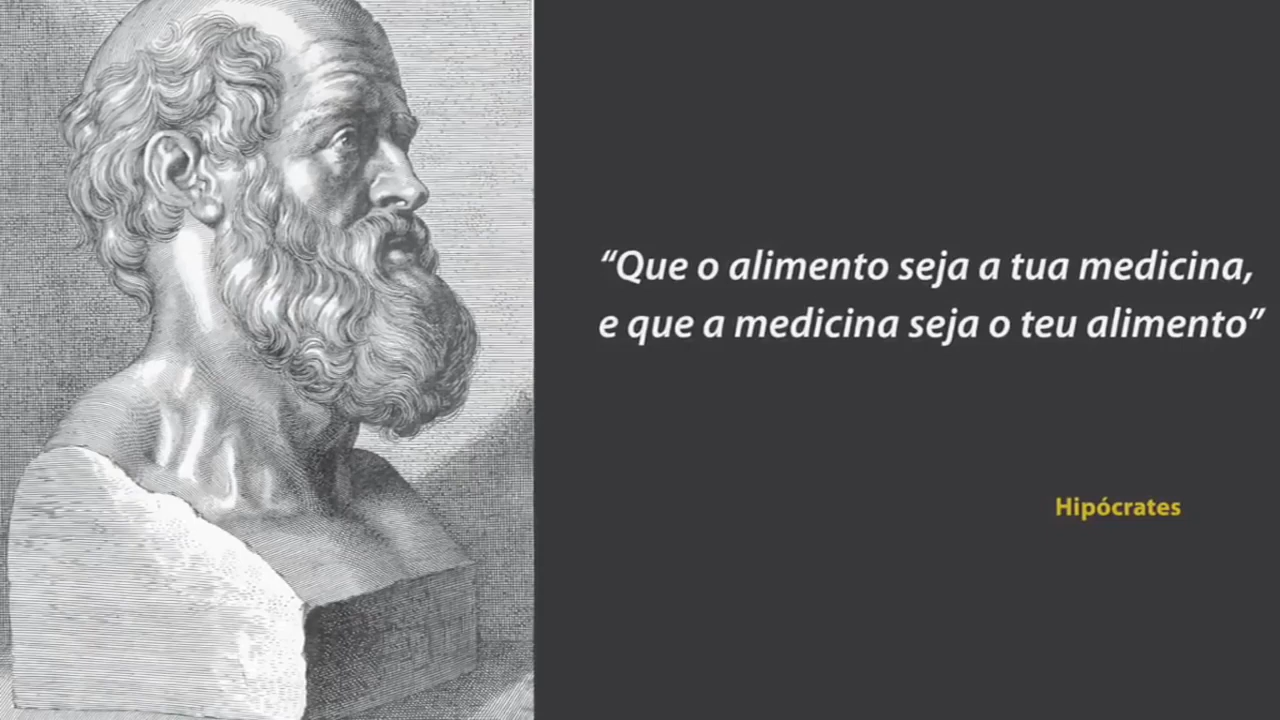 “Que o alimento seja a tua medicina,
e que a medicina seja o teu alimento”
Hipócrates